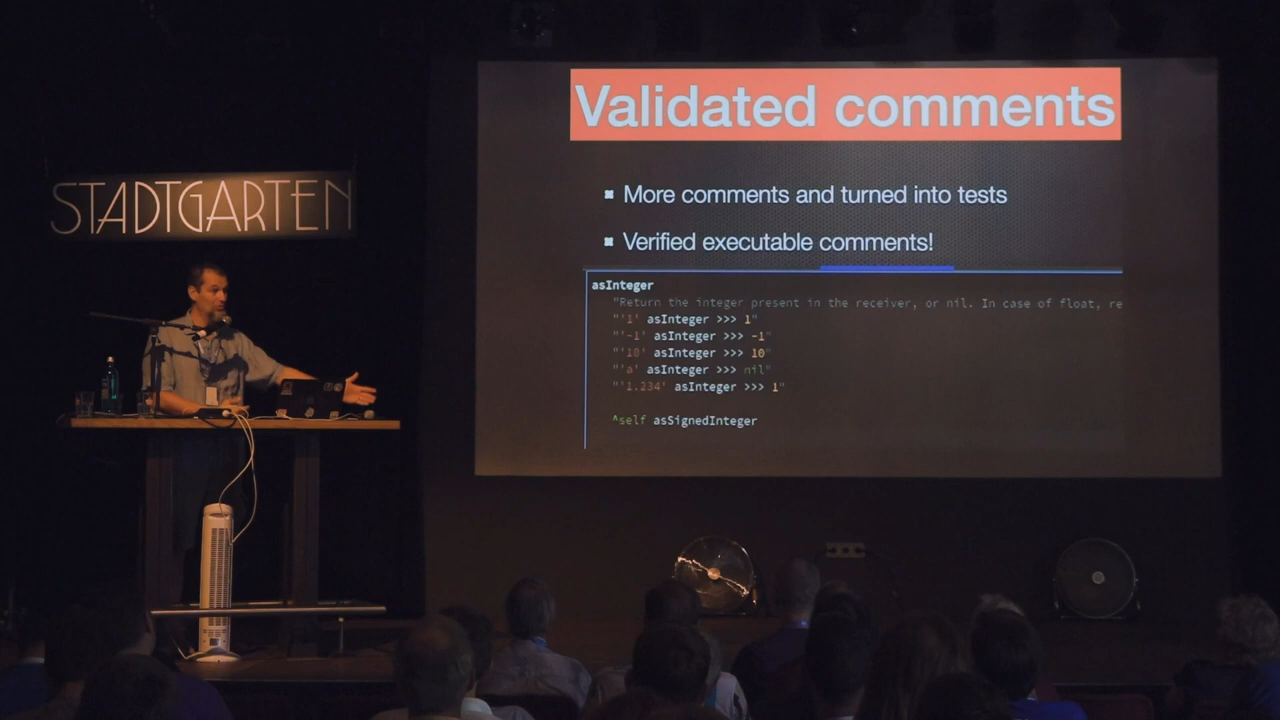 STADTGARTEN
Validated comments
More comments and turned into tests
Verified executable comments!
asInteger
"Return the integer present in the receiver, or nil. In case of float, re
"'1' asInteger >>> 1"
"'-1' asInteger >>> -1"
"'10' asInteger >>> 10"
"'a' asInteger >>> nil"
"'1.234' asInteger >>> 1"
^self asSignedInteger